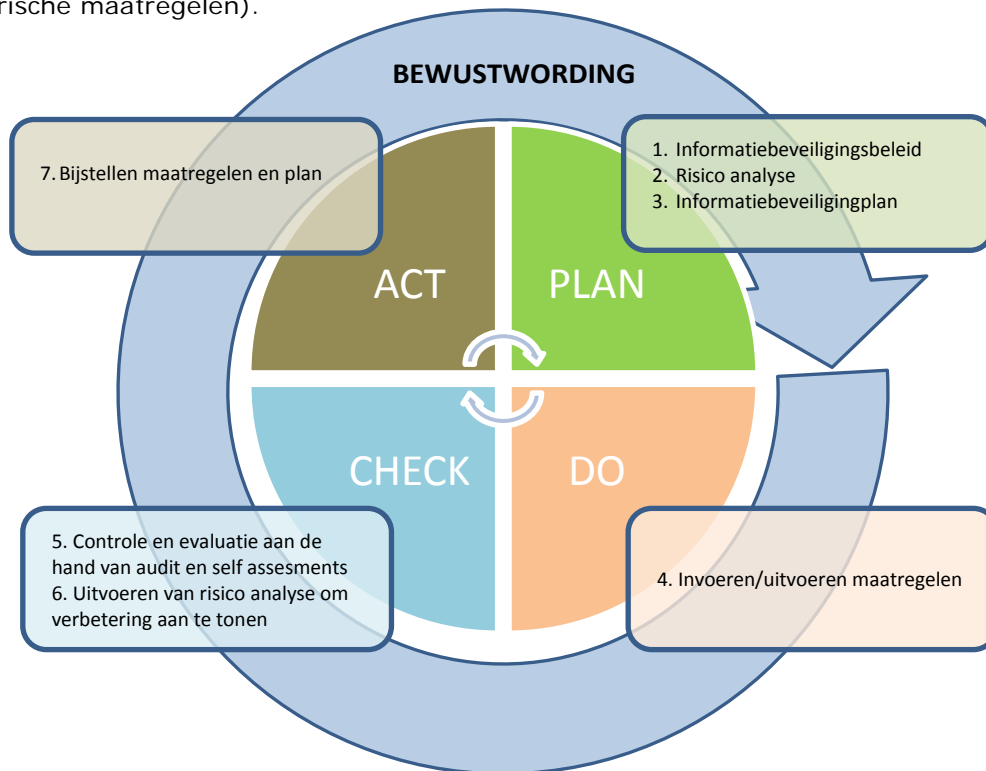 rische maatregelen).
BEWUSTWORDING
7. Bijstellen maatregelen en plan
1. Informatiebeveiligingsbeleid
2. Risico analyse
3. Informatiebeveiligingplan
ACT
PLAN
CHECK
DO
5. Controle en evaluatie aan de
hand van audit en self assesments
6. Uitvoeren van risico analyse om
verbetering aan te tonen
4. Invoeren/uitvoeren maatregelen